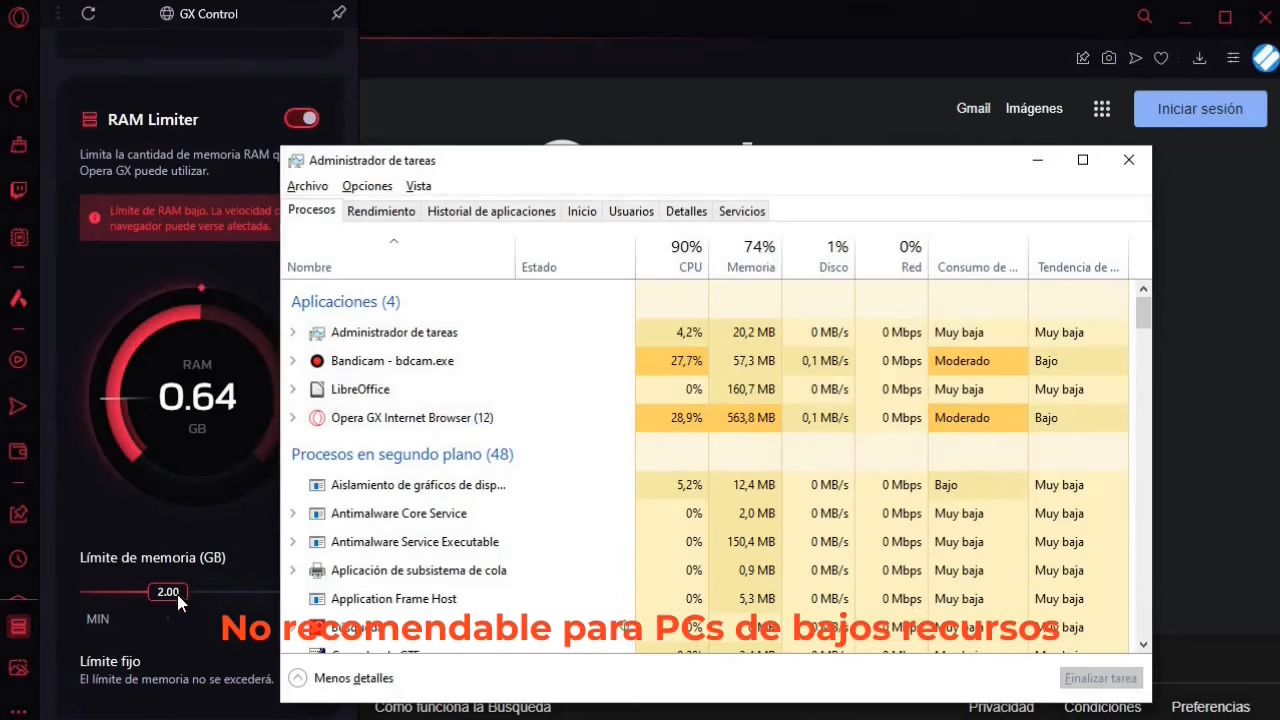 GX Control
RAM Limiter
Limita la cantidad de memoria RAM q
Opera GX puede utilizar.
Límite de RAM bajo. La velocidad
navegador puede verse afectada.
RAM
0.64
GB
Límite de memoria (GB)
2.00
MIN
Límite fijo
El límite de memoria no se excederá.
Gmail Imágenes
Iniciar sesión
Administrador de tareas
Archivo Opciones Vista
Procesos Rendimiento Historial de aplicaciones Inicio Usuarios Detalles Servicios
90% 74% 1% 0%
Nombre Estado CPU Memoria Disco Red Consumo de ... Tendencia de ...
Aplicaciones (4)
Administrador de tareas 4,2% 20,2 MB 0 MB/s 0 Mbps Muy baja Muy baja
Bandicam - bdcam.exe 27,7% 57,3 MB 0,1 MB/s 0 Mbps Moderado Bajo
LibreOffice 0% 160,7 MB 0 MB/s 0 Mbps Muy baja Muy baja
Opera GX Internet Browser (12) 28,9% 563,8 MB 0,1 MB/s 0 Mbps Moderado Bajo
Procesos en segundo plano (48)
Aislamiento de gráficos de disp... 5,2% 12,4 MB 0 MB/s 0 Mbps Bajo Muy baja
Antimalware Core Service 0% 2,0 MB 0 MB/s 0 Mbps Muy baja Muy baja
Antimalware Service Executable 0% 150,4 MB 0 MB/s 0 Mbps Muy baja Muy baja
Aplicación de subsistema de cola 0% 0,9 MB 0 MB/s 0 Mbps Muy baja Muy baja
Application Frame Host 0% 5,3 MB 0 MB/s 0 Mbps Muy baja Muy baja
No recomendable para PCs de bajos recursos
Menos detalles
Finalizar tarea
Cómo funciona la Búsqueda Privacidad Condiciones Preferencias